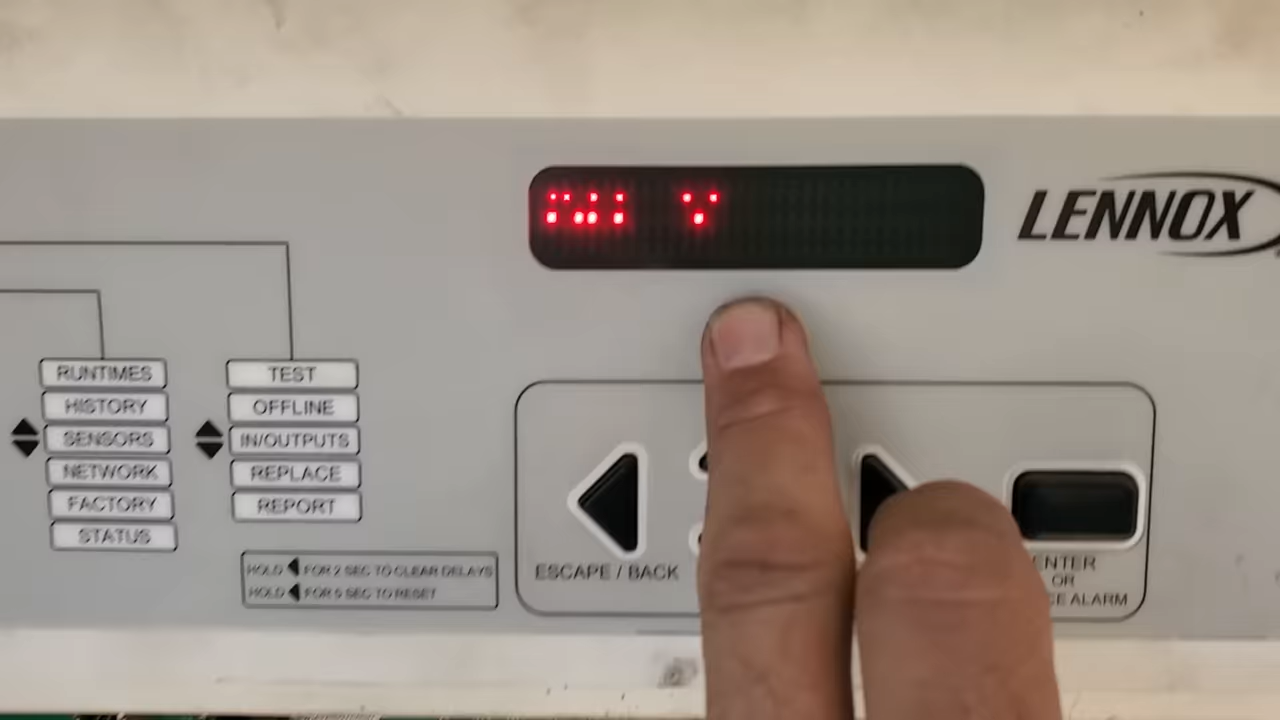 LENNOX
RUNTIMES
HISTORY
SENSORS
NETWORK
FACTORY
STATUS
TEST
OFFLINE
IN/OUTPUTS
REPLACE
REPORT
HOLD ◀ FOR 2 SEC TO CLEAR DELAYS
HOLD ◀ FOR 5 SEC TO RESET
ESCAPE / BACK
ENTER
OR
ALARM